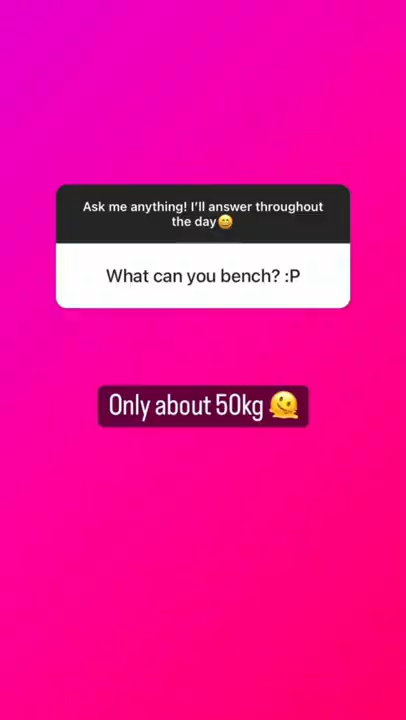 Ask me anything! I'll answer throughout
the day😄
What can you bench? :P
Only about 50kg 🫠